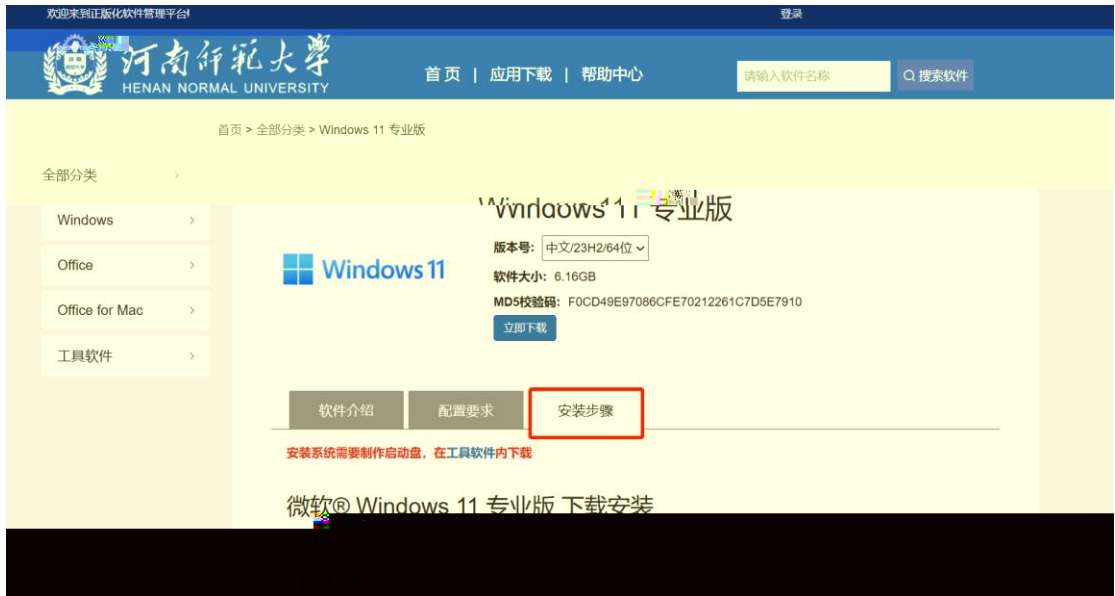 欢迎来到正版化软件管理平台!
登录
河南师范大学
HENAN NORMAL UNIVERSITY
首页 | 应用下载 | 帮助中心
请输入软件名称
搜索软件
首页 > 全部分类 > Windows 11 专业版
全部分类
Windows
Office
Office for Mac
工具软件
Windows 11
Windows 11 专业版
版本号: 中文/23H2/64位
软件大小: 6.16GB
MD5校验码: F0CD49E97086CFE70212261C7D5E7910
立即下载
软件介绍
配置要求
安装步骤
安装系统需要制作启动盘, 在工具软件内下载
微软® Windows 11 专业版 下载安装